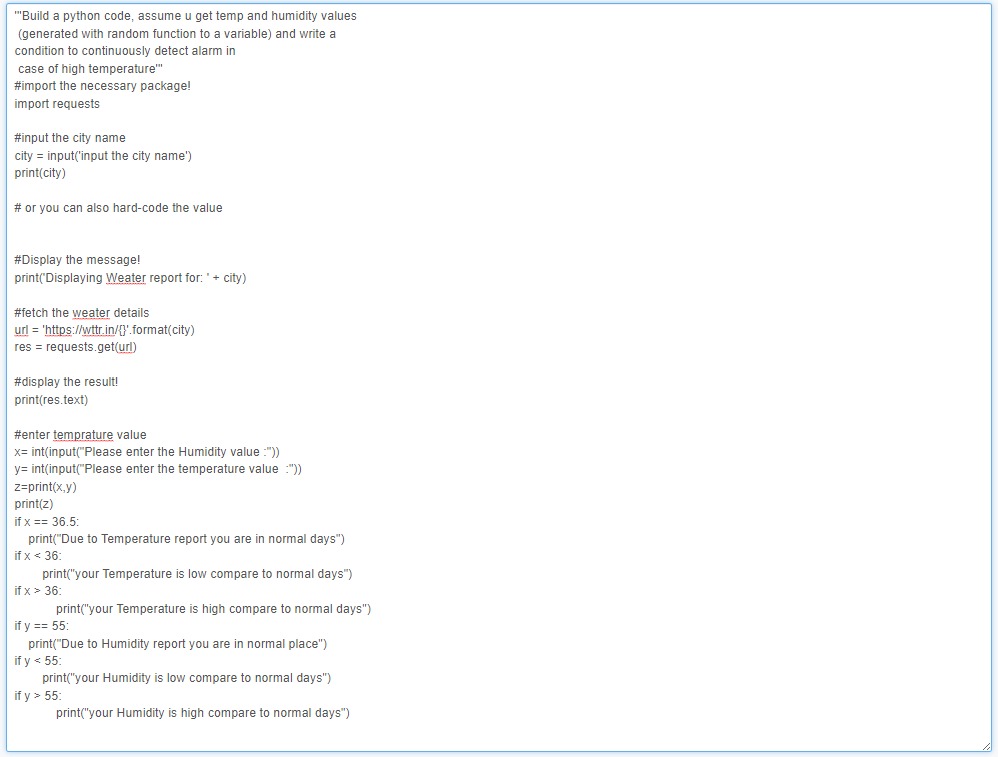 '"Build a python code, assume u get temp and humidity values
(generated with random function to a variable) and write a
condition to continuously detect alarm in
case of high temperature'"
#import the necessary package!
import requests
#input the city name
city = input('input the city name')
print(city)
# or you can also hard-code the value
#Display the message!
print('Displaying Weater report for: ' + city)
#fetch the weater details
url = 'https://wttr.in/{}'.format(city)
res = requests.get(url)
#display the result!
print(res.text)
#enter temprature value
x= int(input("Please enter the Humidity value :"))
y= int(input("Please enter the temperature value  :"))
z=print(x,y)
print(z)
if x == 36.5:
print("Due to Temperature report you are in normal days")
if x < 36:
print("your Temperature is low compare to normal days")
if x > 36:
print("your Temperature is high compare to normal days")
if y == 55:
print("Due to Humidity report you are in normal place")
if y < 55:
print("your Humidity is low compare to normal days")
if y > 55:
print("your Humidity is high compare to normal days")